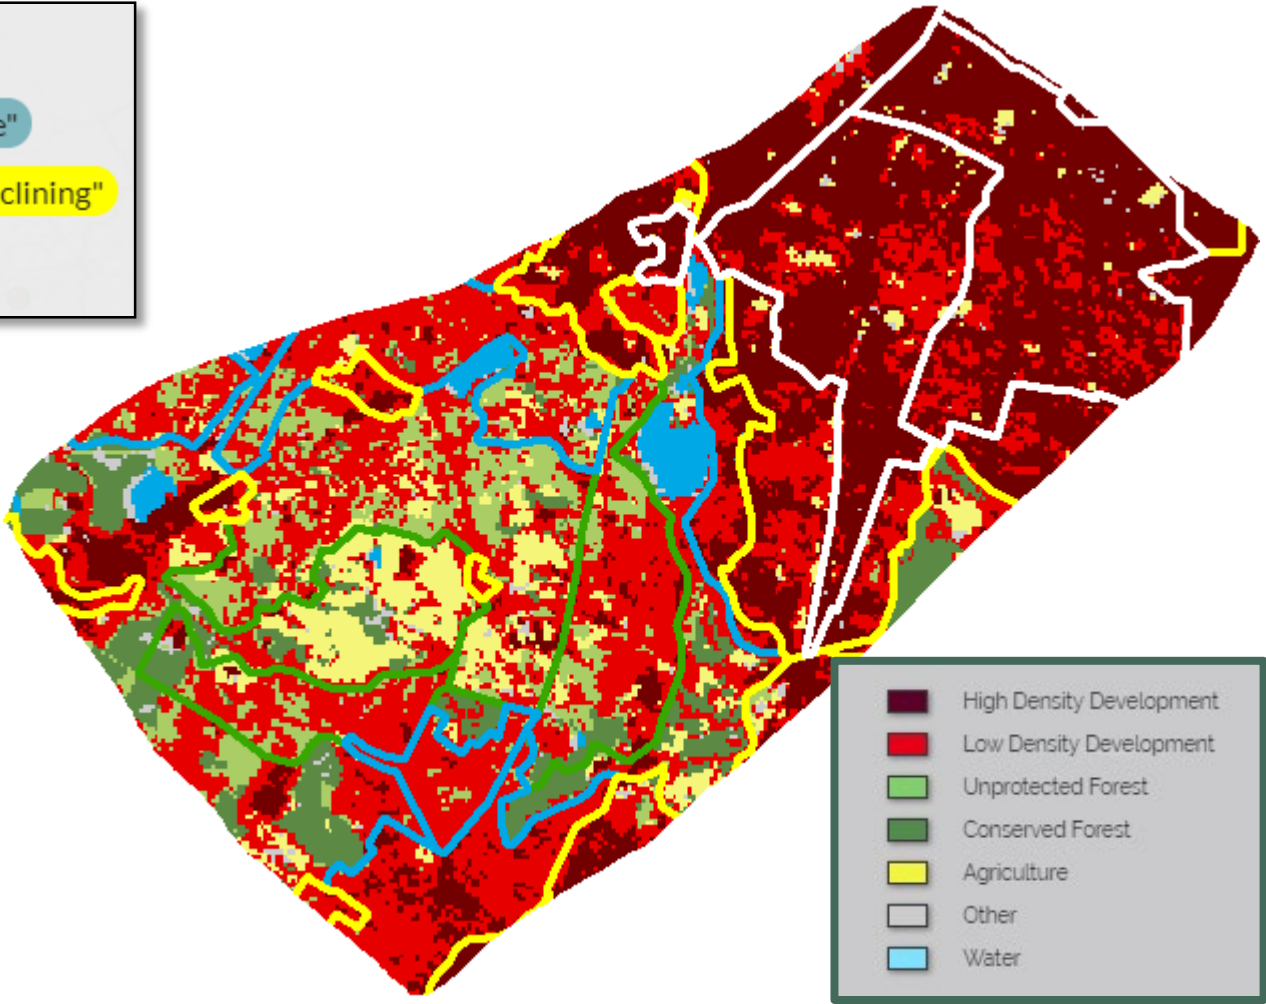 e"
clining"
High Density Development
Low Density Development
Unprotected Forest
Conserved Forest
Agriculture
Other
Water